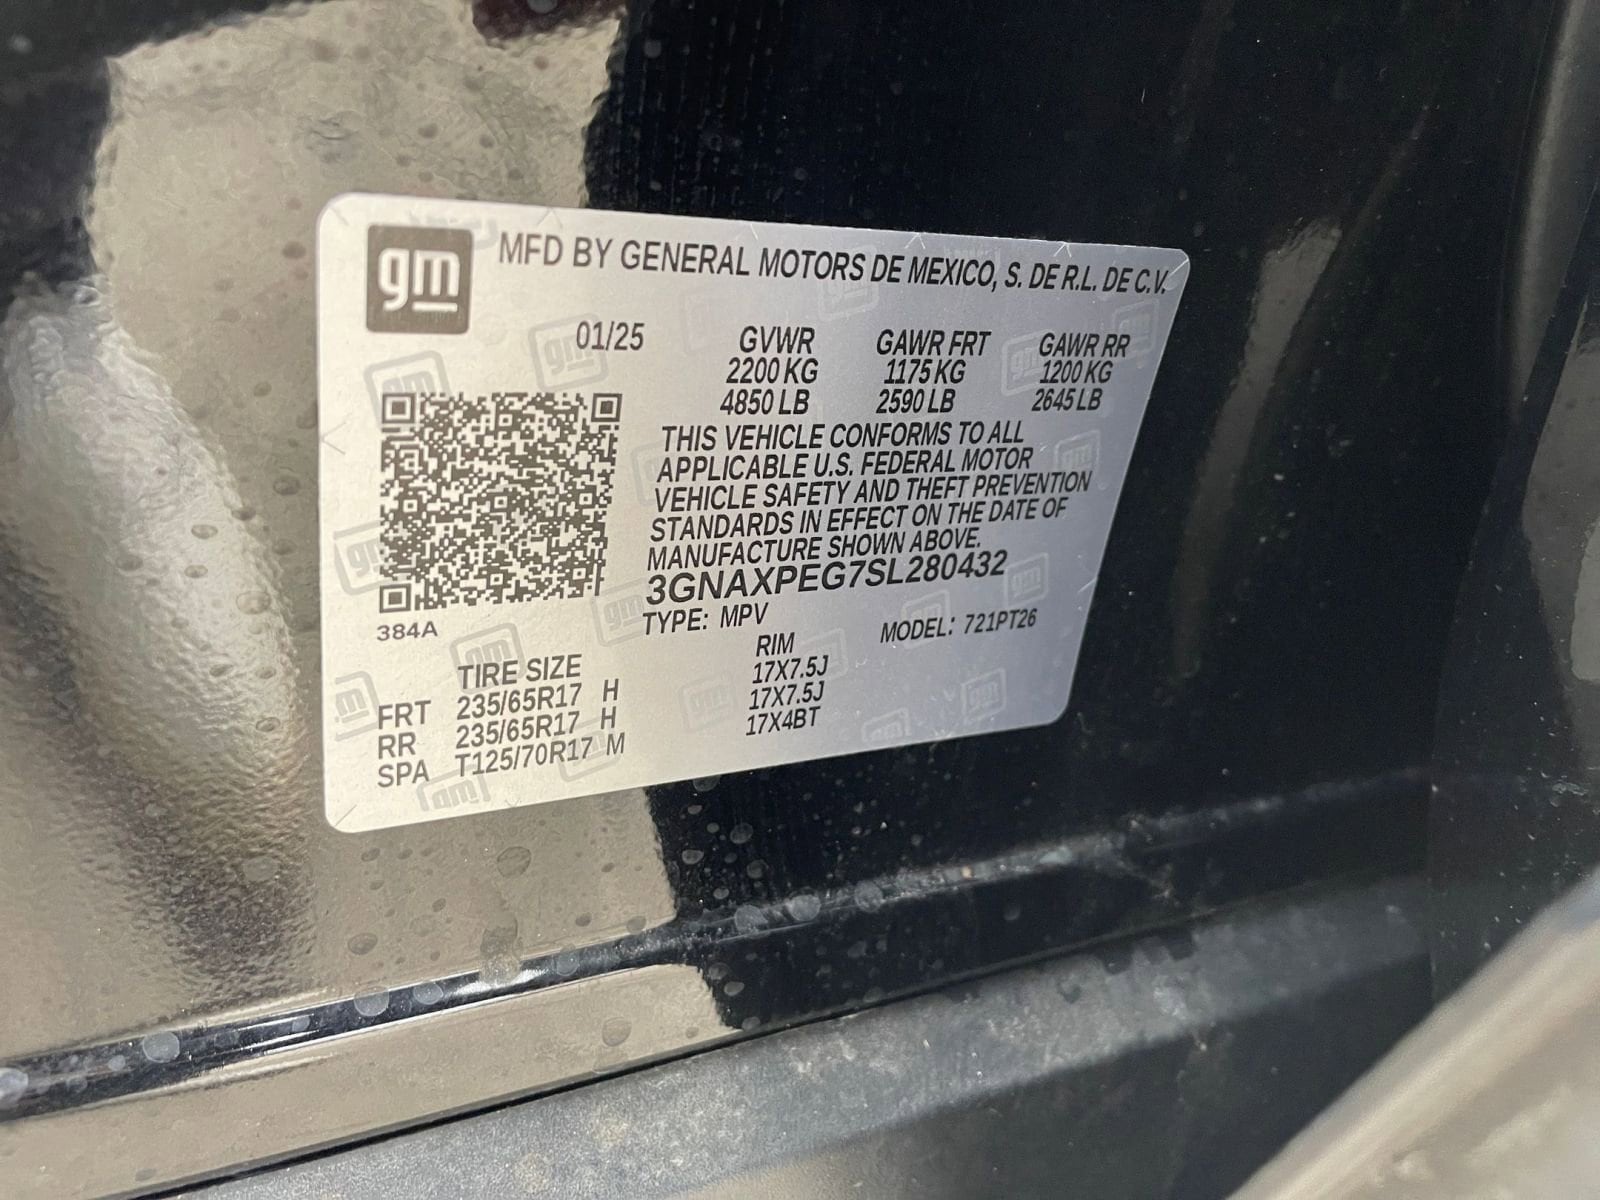 gm
MFD BY GENERAL MOTORS DE MEXICO, S. DE R.L. DE C.V.
01/25 GVWR GAWR FRT GAWR RR
2200 KG 1175 KG 1200 KG
4850 LB 2590 LB 2645 LB
THIS VEHICLE CONFORMS TO ALL
APPLICABLE U.S. FEDERAL MOTOR
VEHICLE SAFETY AND THEFT PREVENTION
STANDARDS IN EFFECT ON THE DATE OF
MANUFACTURE SHOWN ABOVE.
3GNAXPEG7SL280432
384A
TYPE: MPV MODEL: 721PT26
TIRE SIZE RIM
FRT 235/65R17 H 17X7.5J
RR 235/65R17 H 17X7.5J
SPA T125/70R17 M 17X4BT